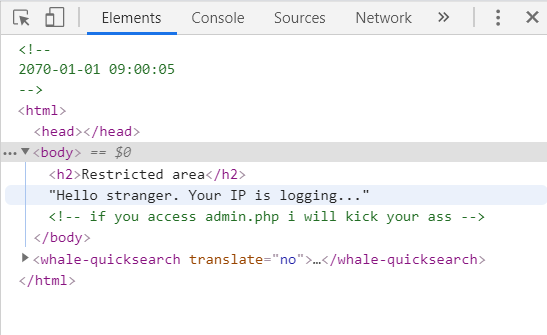 Elements Console Sources Network »
<!--
2070-01-01 09:00:05
-->
<html>
<head></head>
… ▼<body> == $0
<h2>Restricted area</h2>
"Hello stranger. Your IP is logging..."
<!-- if you access admin.php i will kick your ass -->
</body>
▶<whale-quicksearch translate="no">…</whale-quicksearch>
</html>